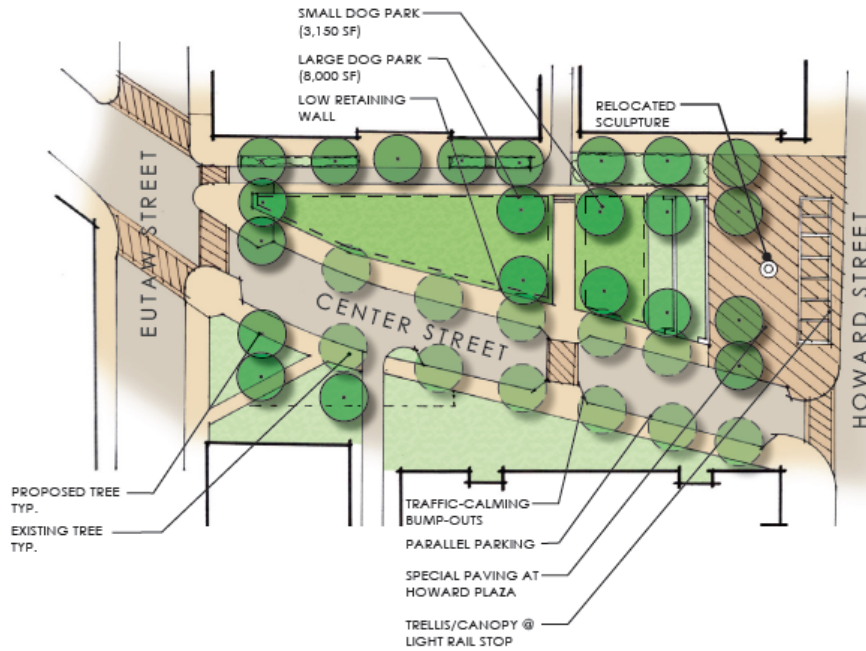 SMALL DOG PARK
(3,150 SF)
LARGE DOG PARK
(8,000 SF)
LOW RETAINING
WALL
RELOCATED
SCULPTURE
EUTAW STREET
CENTER STREET
HOWARD STREET
PROPOSED TREE
TYP.
EXISTING TREE
TYP.
TRAFFIC-CALMING
BUMP-OUTS
PARALLEL PARKING
SPECIAL PAVING AT
HOWARD PLAZA
TRELLIS/CANOPY @
LIGHT RAIL STOP